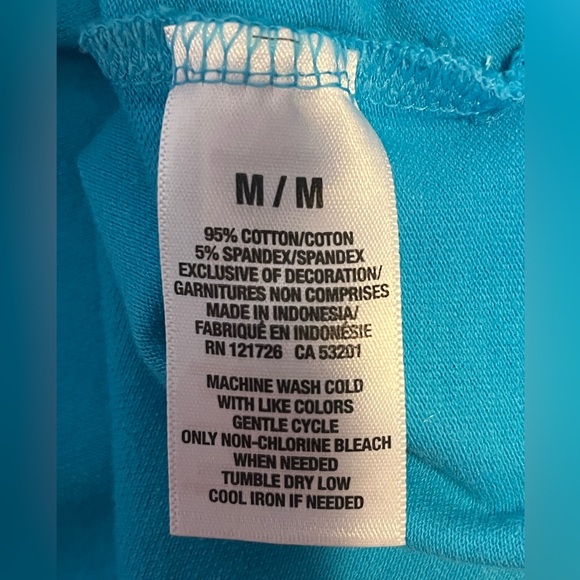 M / M
95% COTTON/COTON
5% SPANDEX/SPANDEX
EXCLUSIVE OF DECORATION/
GARNITURES NON COMPRISES
MADE IN INDONESIA/
FABRIQUÉ EN INDONÉSIE
RN 121726 CA 53201
MACHINE WASH COLD
WITH LIKE COLORS
GENTLE CYCLE
ONLY NON-CHLORINE BLEACH
WHEN NEEDED
TUMBLE DRY LOW
COOL IRON IF NEEDED